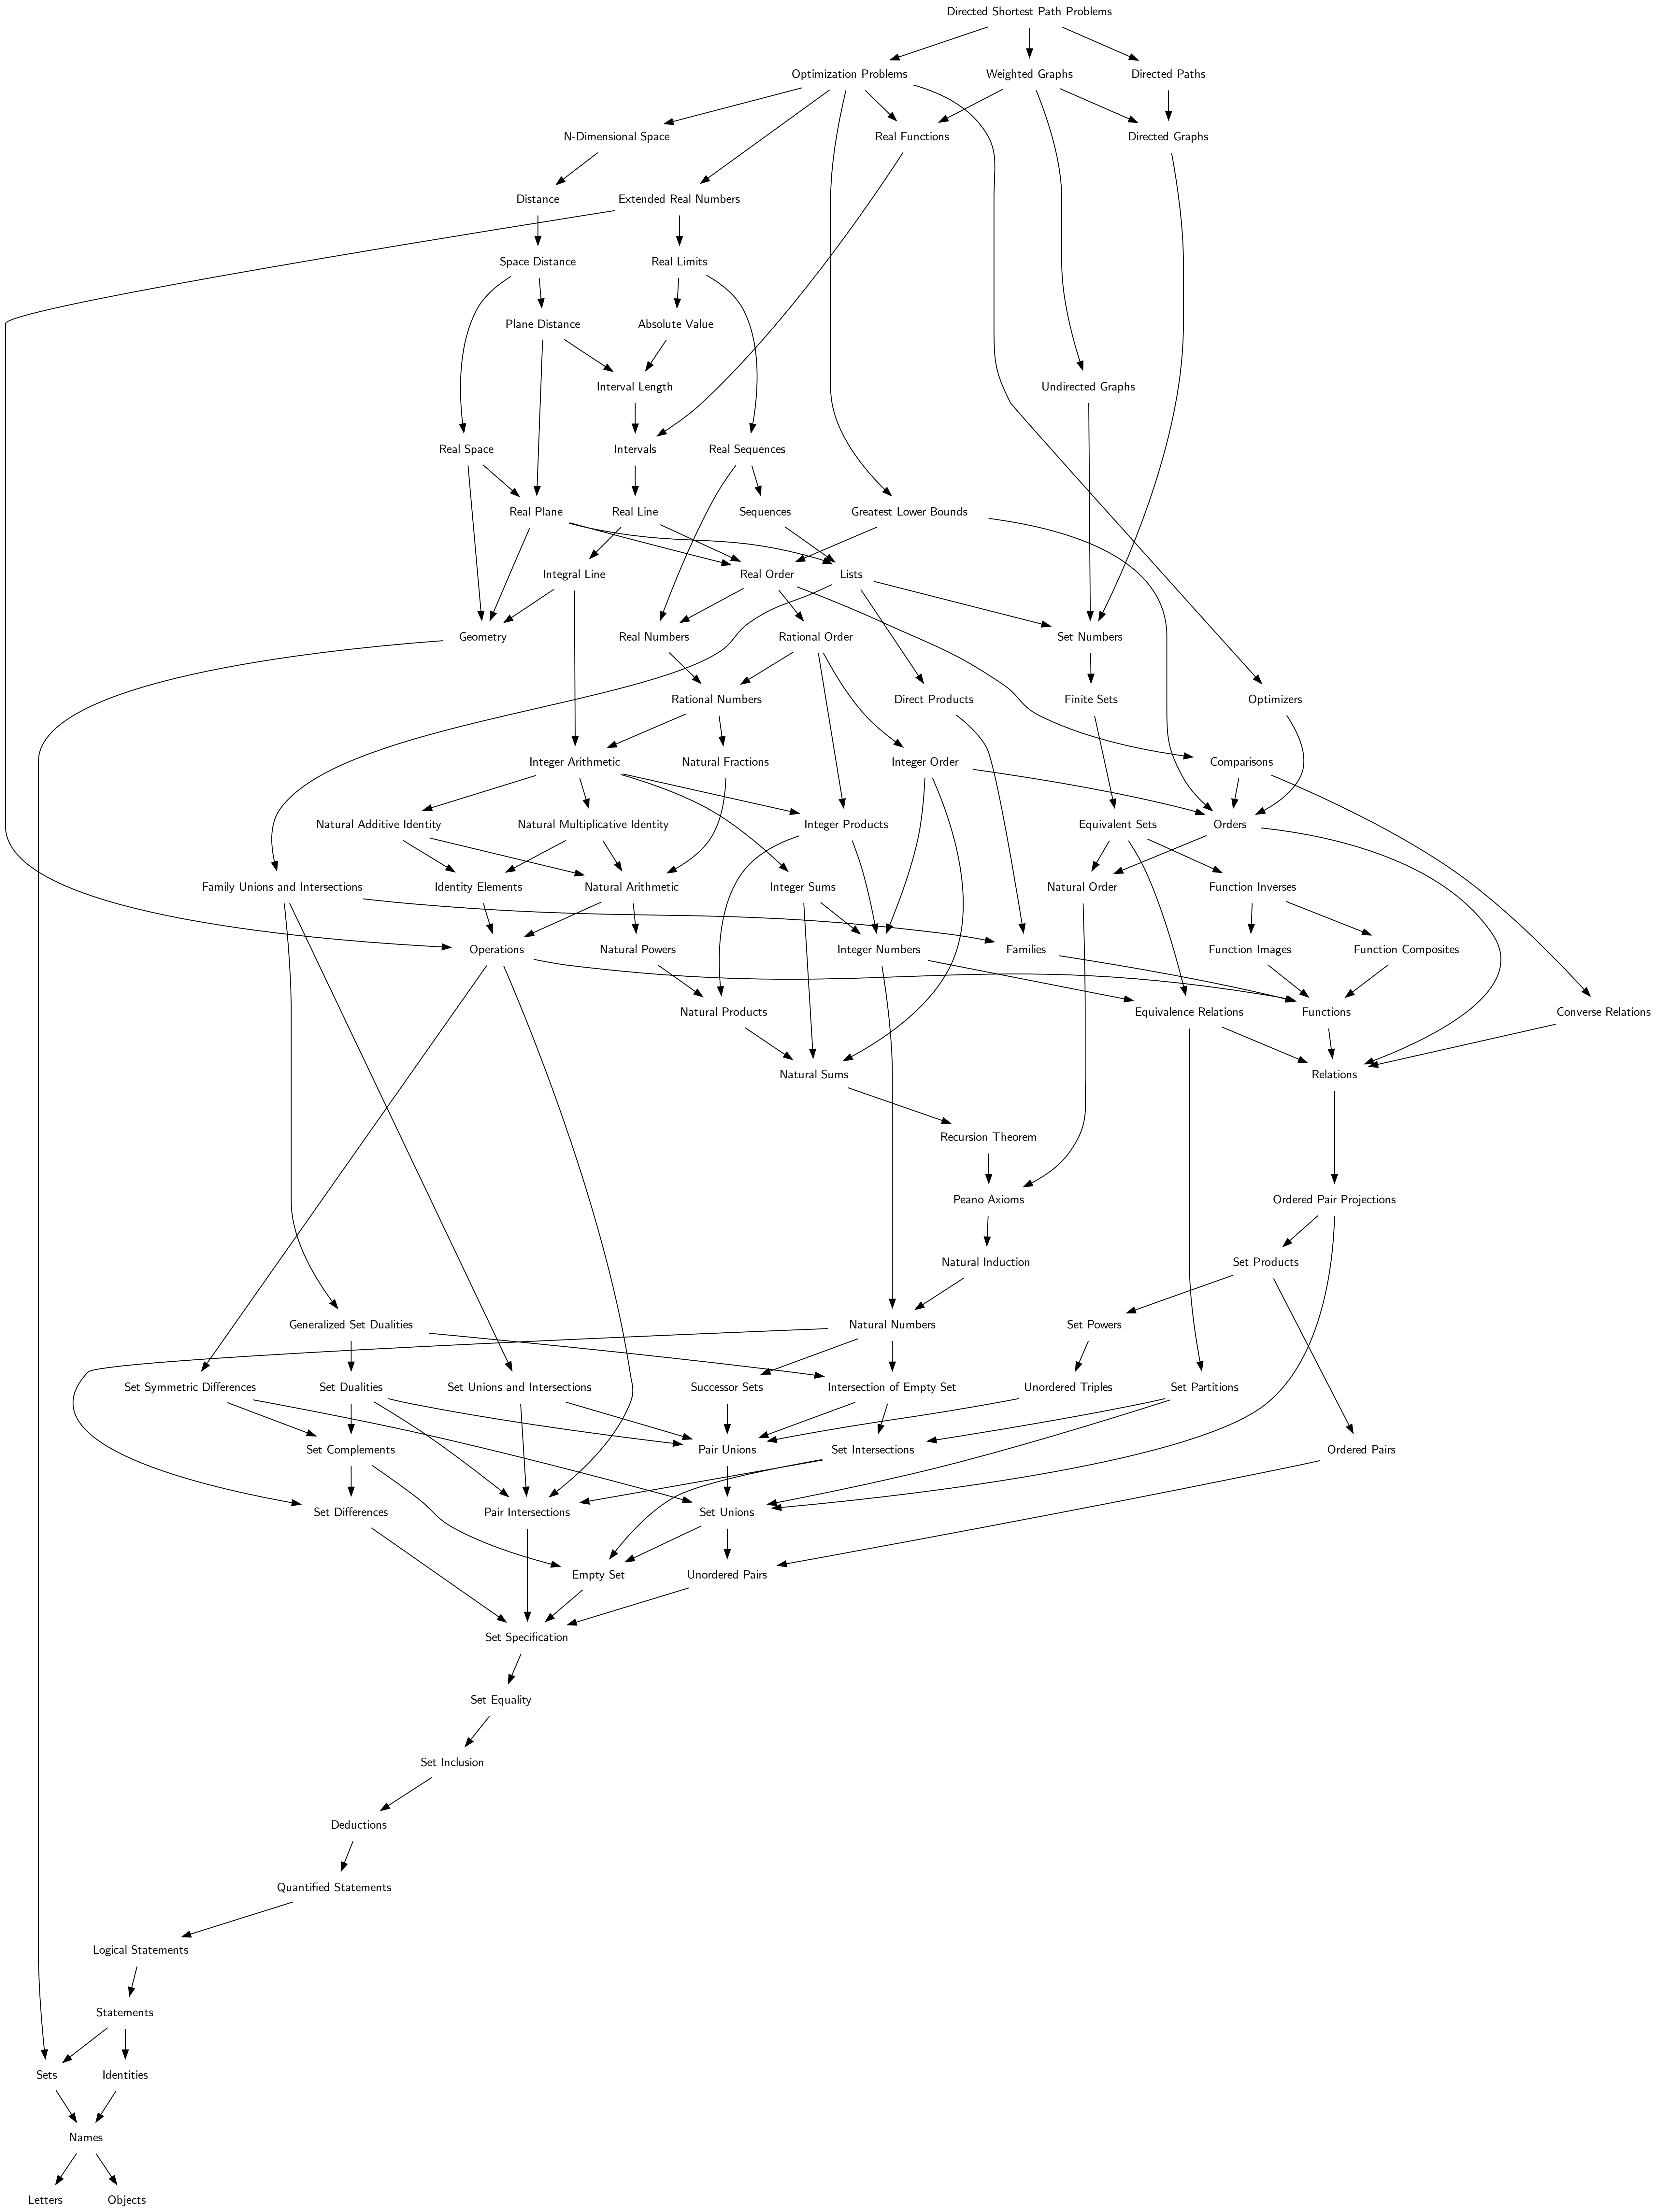 Directed Shortest Path Problems
Optimization Problems
Weighted Graphs
Directed Paths
N-Dimensional Space
Real Functions
Directed Graphs
Distance
Extended Real Numbers
Space Distance
Real Limits
Plane Distance
Absolute Value
Interval Length
Undirected Graphs
Real Space
Intervals
Real Sequences
Real Plane
Real Line
Sequences
Greatest Lower Bounds
Integral Line
Real Order
Lists
Geometry
Real Numbers
Rational Order
Set Numbers
Rational Numbers
Direct Products
Finite Sets
Optimizers
Integer Arithmetic
Natural Fractions
Integer Order
Comparisons
Natural Additive Identity
Natural Multiplicative Identity
Integer Products
Equivalent Sets
Orders
Family Unions and Intersections
Identity Elements
Natural Arithmetic
Integer Sums
Natural Order
Function Inverses
Operations
Natural Powers
Integer Numbers
Families
Function Images
Function Composites
Natural Products
Equivalence Relations
Functions
Converse Relations
Natural Sums
Relations
Recursion Theorem
Peano Axioms
Ordered Pair Projections
Natural Induction
Set Products
Generalized Set Dualities
Natural Numbers
Set Powers
Set Symmetric Differences
Set Dualities
Set Unions and Intersections
Successor Sets
Intersection of Empty Set
Unordered Triples
Set Partitions
Set Complements
Pair Unions
Set Intersections
Ordered Pairs
Set Differences
Pair Intersections
Set Unions
Empty Set
Unordered Pairs
Set Specification
Set Equality
Set Inclusion
Deductions
Quantified Statements
Logical Statements
Statements
Sets
Identities
Names
Letters
Objects